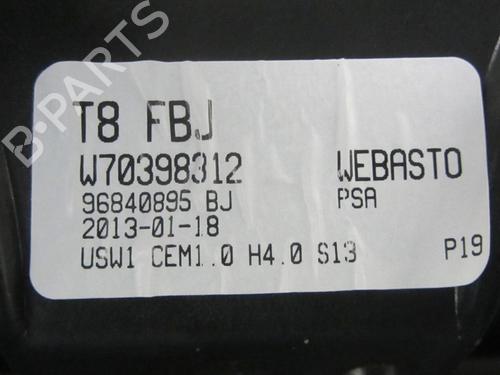 B-PARTS
T8 FBJ
W70398312 WEBASTO
96840895 BJ PSA
2013-01-18
USW1 CEM1.0 H4.0 S13 P19